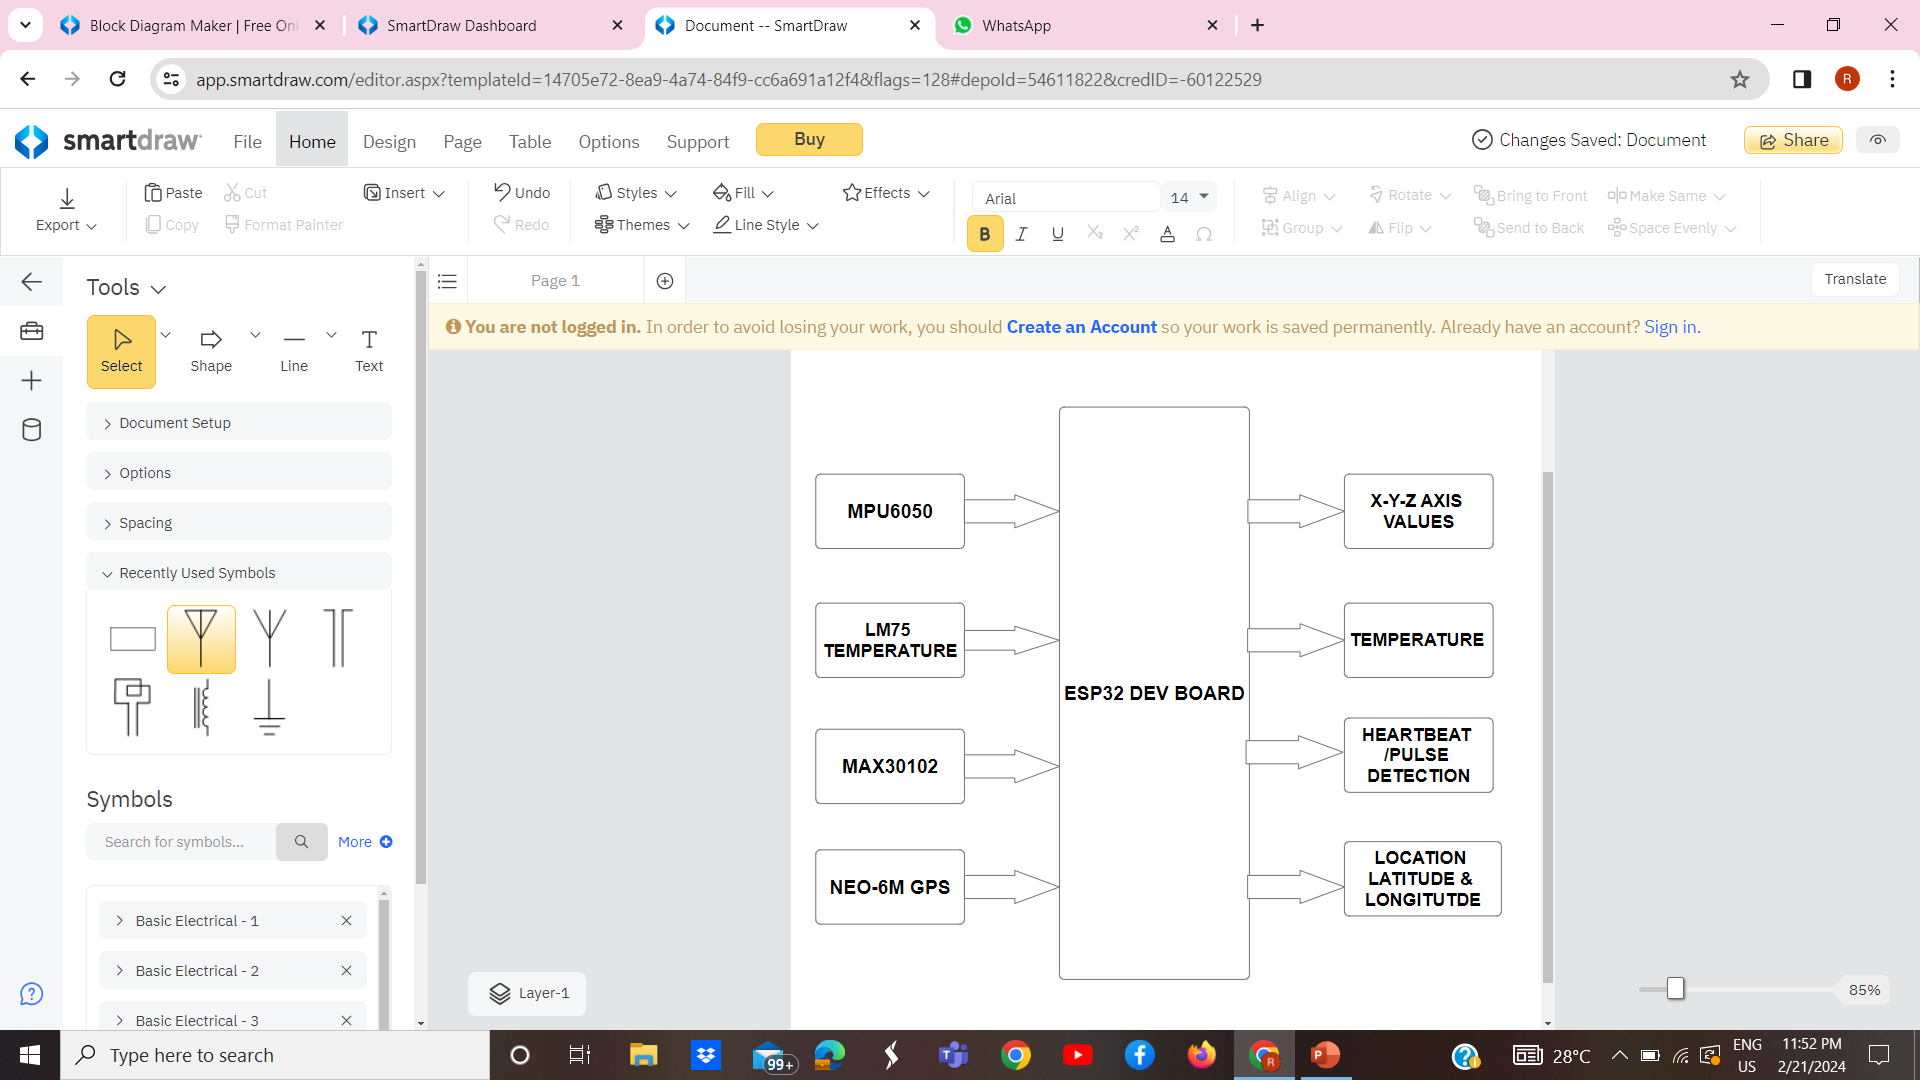 Block Diagram Maker | Free Onl
SmartDraw Dashboard
Document -- SmartDraw
WhatsApp
app.smartdraw.com/editor.aspx?templateId=14705e72-8ea9-4a74-84f9-cc6a691a12f4&flags=128#depoId=54611822&credID=-60122529
R
smartdraw
File Home Design Page Table Options Support Buy
Changes Saved: Document
Share
Export
Paste Cut
Copy Format Painter
Insert
Undo
Redo
Styles Fill Effects
Themes Line Style
Arial 14
B I U X₂ X² A Ω
Align Rotate Bring to Front Make Same
Group Flip Send to Back Space Evenly
Tools
Select Shape Line Text
Document Setup
Options
Spacing
Recently Used Symbols
Symbols
Search for symbols...
More
Basic Electrical - 1
Basic Electrical - 2
Basic Electrical - 3
Page 1
Translate
You are not logged in. In order to avoid losing your work, you should Create an Account so your work is saved permanently. Already have an account? Sign in.
MPU6050
LM75
TEMPERATURE
MAX30102
NEO-6M GPS
ESP32 DEV BOARD
X-Y-Z AXIS
VALUES
TEMPERATURE
HEARTBEAT
/PULSE
DETECTION
LOCATION
LATITUDE &
LONGITUTDE
Layer-1
85%
Type here to search
99+
28°C
ENG
US
11:52 PM
2/21/2024